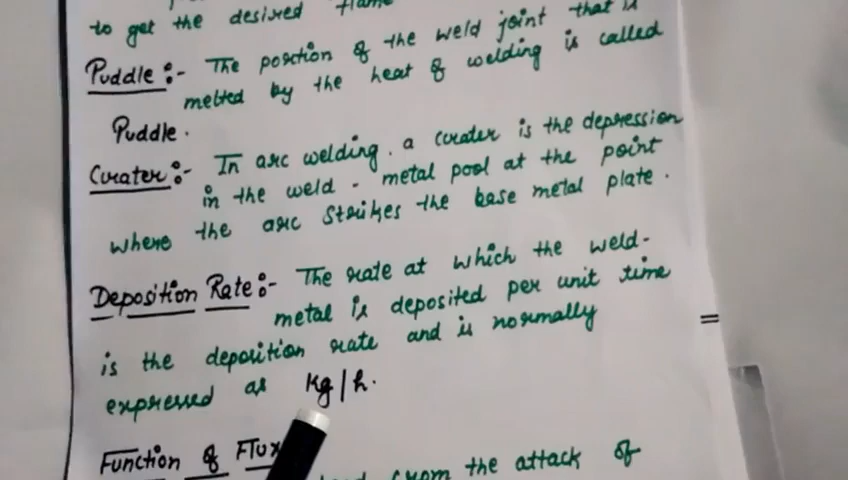 to get the desired flame
Puddle :- The portion of the weld joint that is
melted by the heat of welding is called
Puddle.
Crater :- In arc welding. a crater is the depression
in the weld - metal pool at the point
where the arc strikes the base metal plate.
Deposition Rate :- The rate at which the weld-
metal is deposited per unit time
is the deposition rate and is normally
expressed as kg/h.
Function of Flux
from the attack of